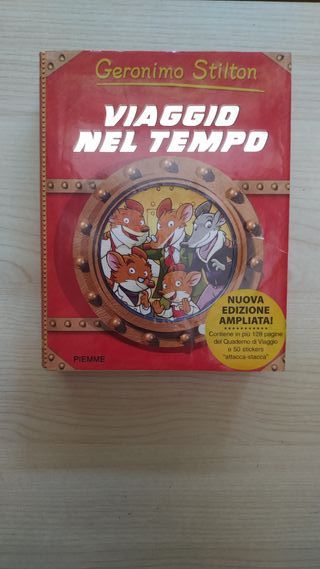 Geronimo Stilton
VIAGGIO
NEL TEMPO
NUOVA
EDIZIONE
AMPLIATA!
Contiene in più 128 pagine
del Quaderno di Viaggio
e 50 stickers
"attacca-stacca"
PIEMME